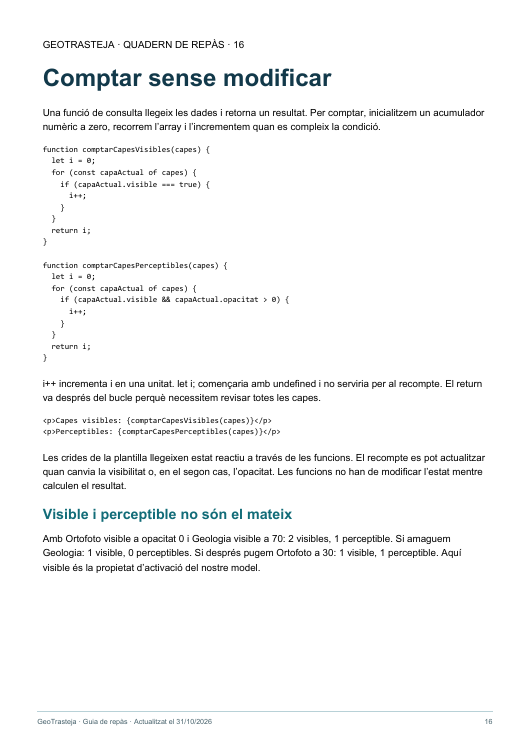 GEOTRASTEJA · QUADERN DE REPÀS · 16
Comptar sense modificar
Una funció de consulta llegeix les dades i retorna un resultat. Per comptar, inicialitzem un acumulador
numèric a zero, recorrem l’array i l’incrementem quan es compleix la condició.
function comptarCapesVisibles(capes) {
  let i = 0;
  for (const capaActual of capes) {
    if (capaActual.visible === true) {
      i++;
    }
  }
  return i;
}
function comptarCapesPerceptibles(capes) {
  let i = 0;
  for (const capaActual of capes) {
    if (capaActual.visible && capaActual.opacitat > 0) {
      i++;
    }
  }
  return i;
}
i++ incrementa i en una unitat. let i; començaria amb undefined i no serviria per al recompte. El return
va després del bucle perquè necessitem revisar totes les capes.
<p>Capes visibles: {comptarCapesVisibles(capes)}</p>
<p>Perceptibles: {comptarCapesPerceptibles(capes)}</p>
Les crides de la plantilla llegeixen estat reactiu a través de les funcions. El recompte es pot actualitzar
quan canvia la visibilitat o, en el segon cas, l’opacitat. Les funcions no han de modificar l’estat mentre
calculen el resultat.
Visible i perceptible no són el mateix
Amb Ortofoto visible a opacitat 0 i Geologia visible a 70: 2 visibles, 1 perceptible. Si amaguem
Geologia: 1 visible, 0 perceptibles. Si després pugem Ortofoto a 30: 1 visible, 1 perceptible. Aquí
visible és la propietat d’activació del nostre model.
GeoTrasteja · Guia de repàs · Actualitzat el 31/10/2026
16